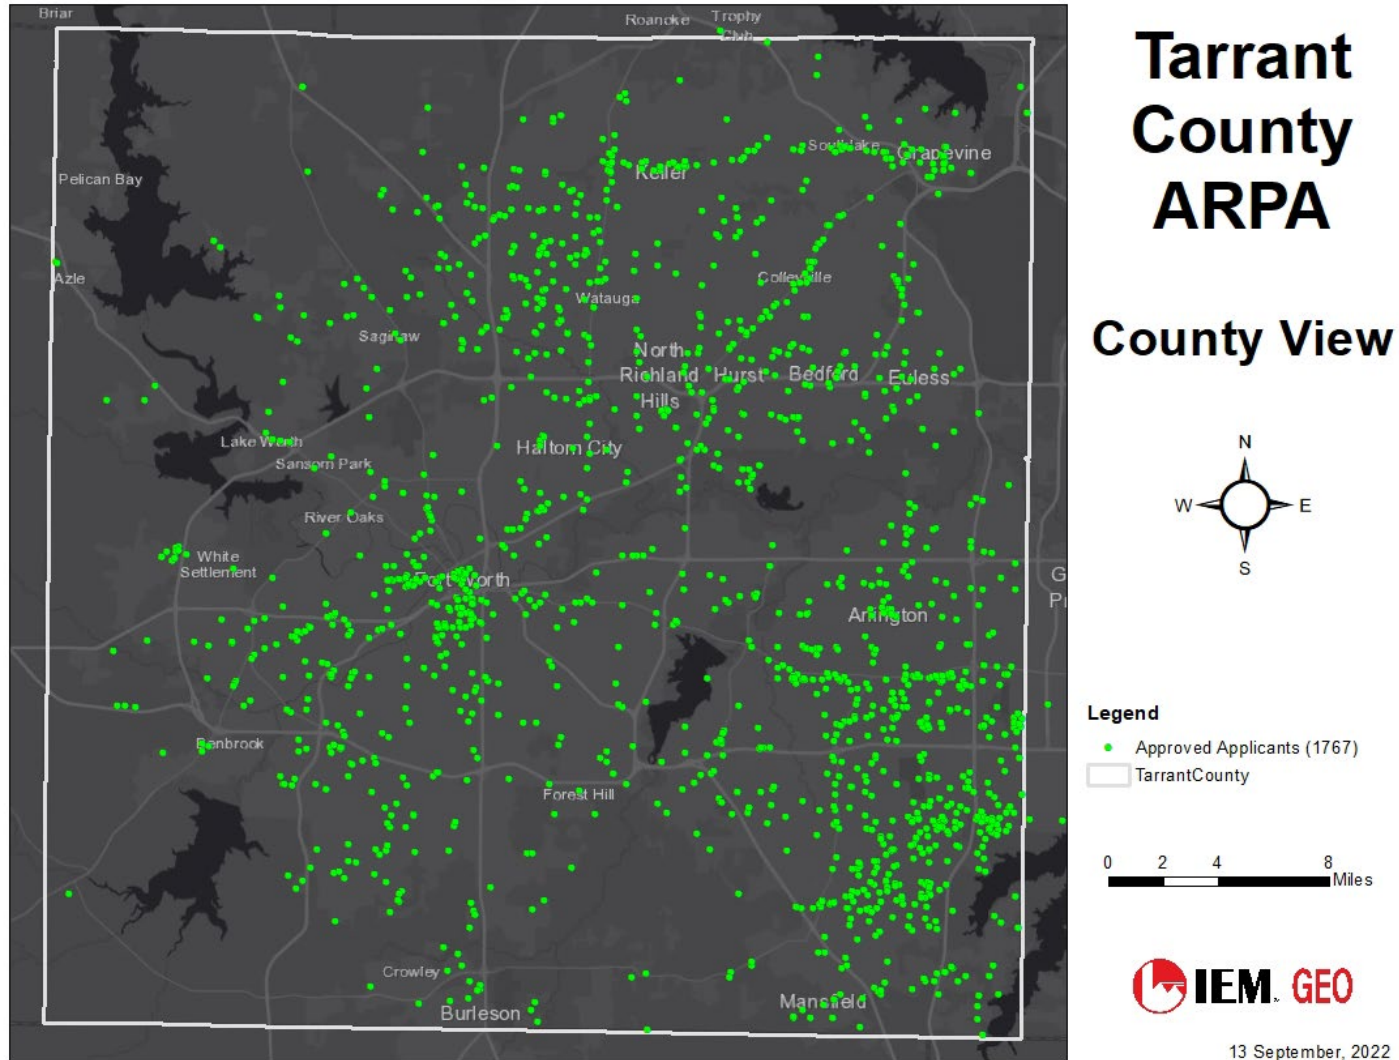 Tarrant
County
ARPA
County View
N
W E
S
Legend
Approved Applicants (1767)
TarrantCounty
0 2 4 8
Miles
IEM GEO
13 September, 2022
Briar
Roanoke
Trophy
Club
Southlake
Grapevine
Keller
Pelican Bay
Azle
Colleyville
Watauga
Saginaw
North
Richland
Hills
Hurst
Bedford
Euless
Haltom City
Lake Worth
Sansom Park
River Oaks
White
Settlement
Fort Worth
Arlington
G
Benbrook
Forest Hill
Crowley
Burleson
Mansfield